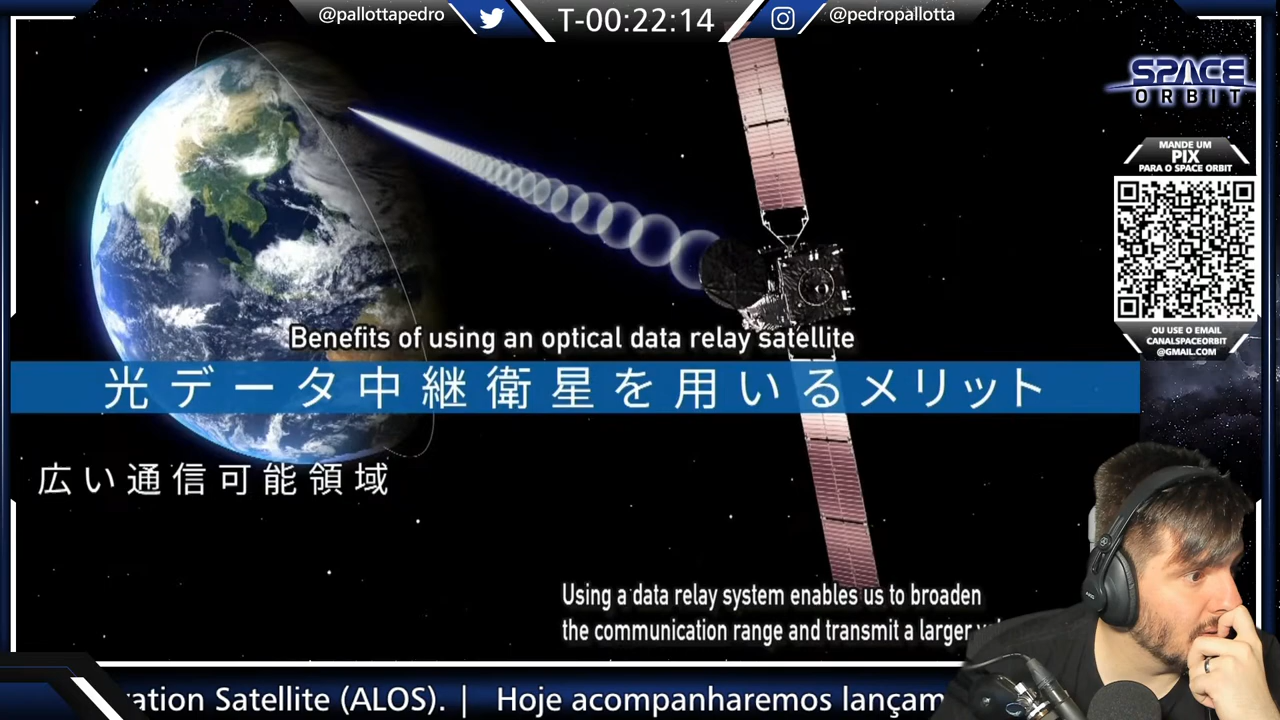 @pallottapedro
T-00:22:14
@pedropallotta
SPACE
ORBIT
MANDE UM
PIX
PARA O SPACE ORBIT
OU USE O EMAIL
CANALSPACEORBIT
@GMAIL.COM
Benefits of using an optical data relay satellite
光データ中継衛星を用いるメリット
広い通信可能領域
Using a data relay system enables us to broaden
the communication range and transmit a larger
Satellite (ALOS). | Hoje acompanharemos